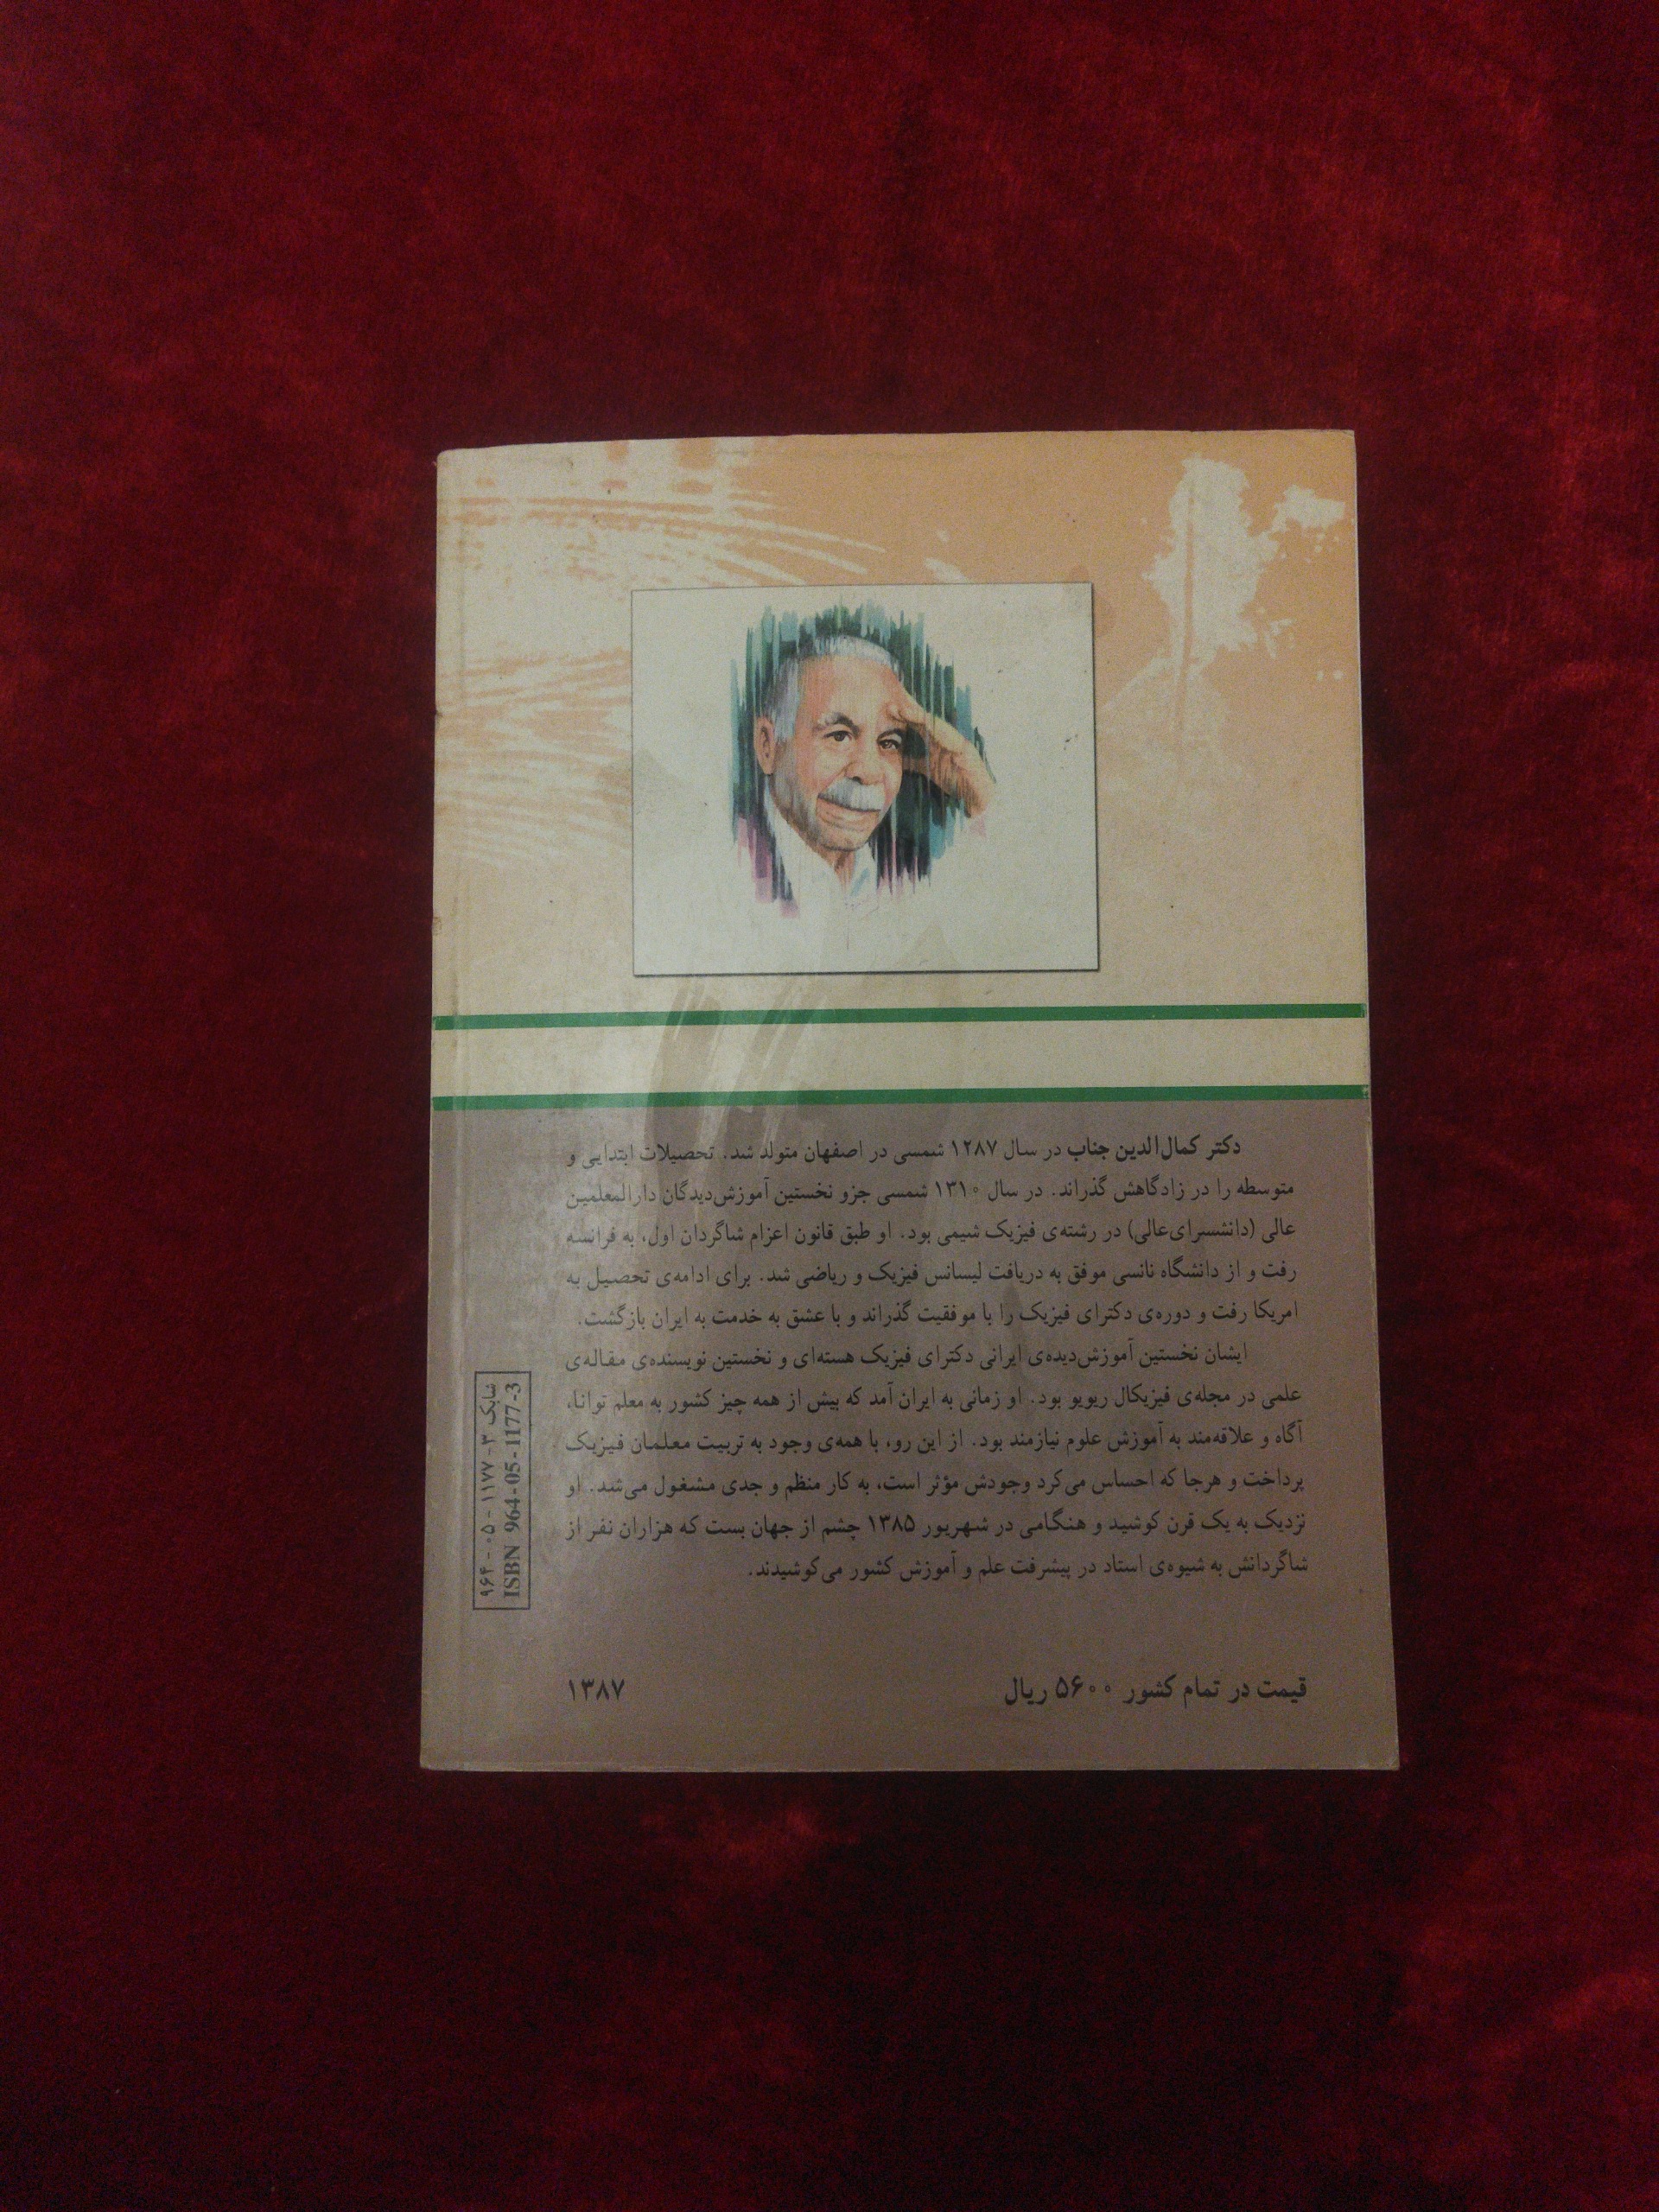 دکتر کمال‌الدین جناب در سال ۱۲۸۷ شمسی در اصفهان متولد شد. تحصیلات ابتدایی و
متوسطه را در زادگاهش گذراند. در سال ۱۳۱۰ شمسی جزو نخستین آموزش‌دیدگان دارالمعلمین
عالی (دانشسرای‌عالی) در رشته‌ی فیزیک شیمی بود. او طبق قانون اعزام شاگردان اول، به فرانسه
رفت و از دانشگاه نانسی موفق به دریافت لیسانس فیزیک و ریاضی شد. برای ادامه‌ی تحصیل به
امریکا رفت و دوره‌ی دکترای فیزیک را با موفقیت گذراند و با عشق به خدمت به ایران بازگشت.
ایشان نخستین آموزش‌دیده‌ی ایرانی دکترای فیزیک هسته‌ای و نخستین نویسنده‌ی مقاله‌ی
علمی در مجله‌ی فیزیکال ریویو بود. او زمانی به ایران آمد که بیش از همه چیز کشور به معلم توانا،
آگاه و علاقه‌مند به آموزش علوم نیازمند بود. از این رو، با همه‌ی وجود به تربیت معلمان فیزیک
پرداخت و هرجا که احساس می‌کرد وجودش مؤثر است، به کار منظم و جدی مشغول می‌شد. او
نزدیک به یک قرن کوشید و هنگامی در شهریور ۱۳۸۵ چشم از جهان بست که هزاران نفر از
شاگردانش به شیوه‌ی استاد در پیشرفت علم و آموزش کشور می‌کوشیدند.
شابک ۳-۱۱۷۷-۰۵-۹۶۴
ISBN 964-05-1177-3
قیمت در تمام کشور ۵۶۰۰ ریال
۱۳۸۷